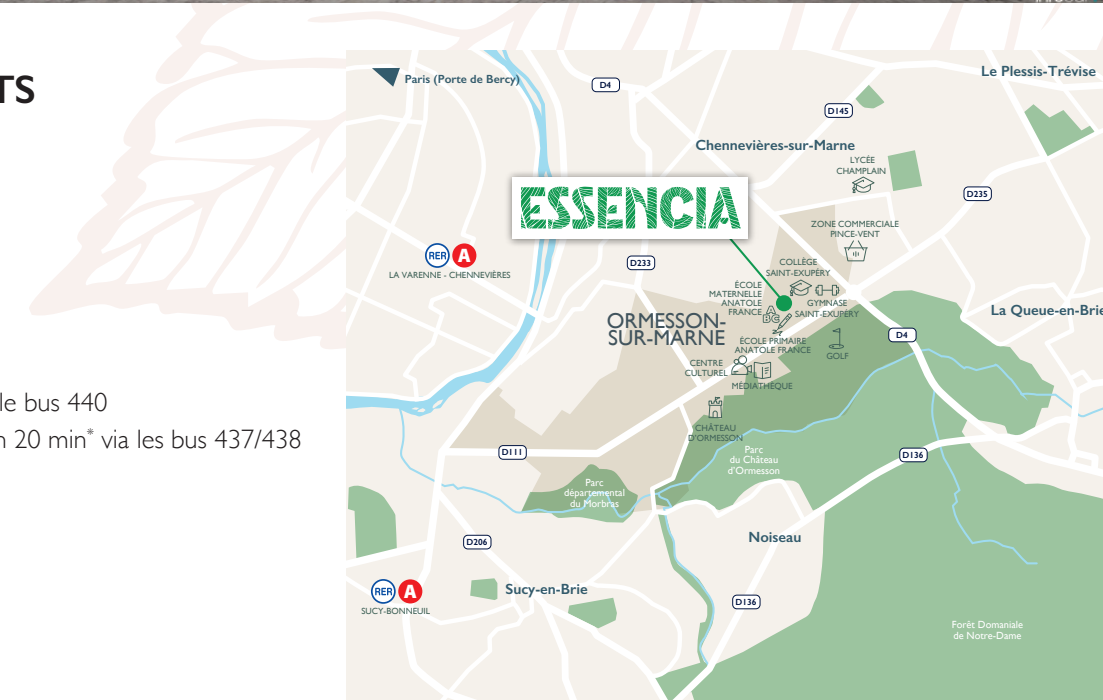 TS
le bus 440
n 20 min* via les bus 437/438
Paris (Porte de Bercy)
D4
Le Plessis-Trévise
D145
Chennevières-sur-Marne
LYCÉE
CHAMPLAIN
D235
ESSENCIA
ZONE COMMERCIALE
PINCE-VENT
RER A
LA VARENNE - CHENNEVIÈRES
D233
COLLÈGE
SAINT-EXUPÉRY
ÉCOLE
MATERNELLE
ANATOLE
FRANCE
A
BC
GYMNASE
SAINT-EXUPÉRY
La Queue-en-Brie
ORMESSON-
SUR-MARNE
D4
ÉCOLE PRIMAIRE
ANATOLE FRANCE
GOLF
CENTRE
CULTUREL
MÉDIATHÈQUE
CHÂTEAU
D'ORMESSON
D111
Parc
du Château
d'Ormesson
D136
Parc
départemental
du Morbras
D206
Noiseau
RER A
SUCY-BONNEUIL
Sucy-en-Brie
D136
Forêt Domaniale
de Notre-Dame